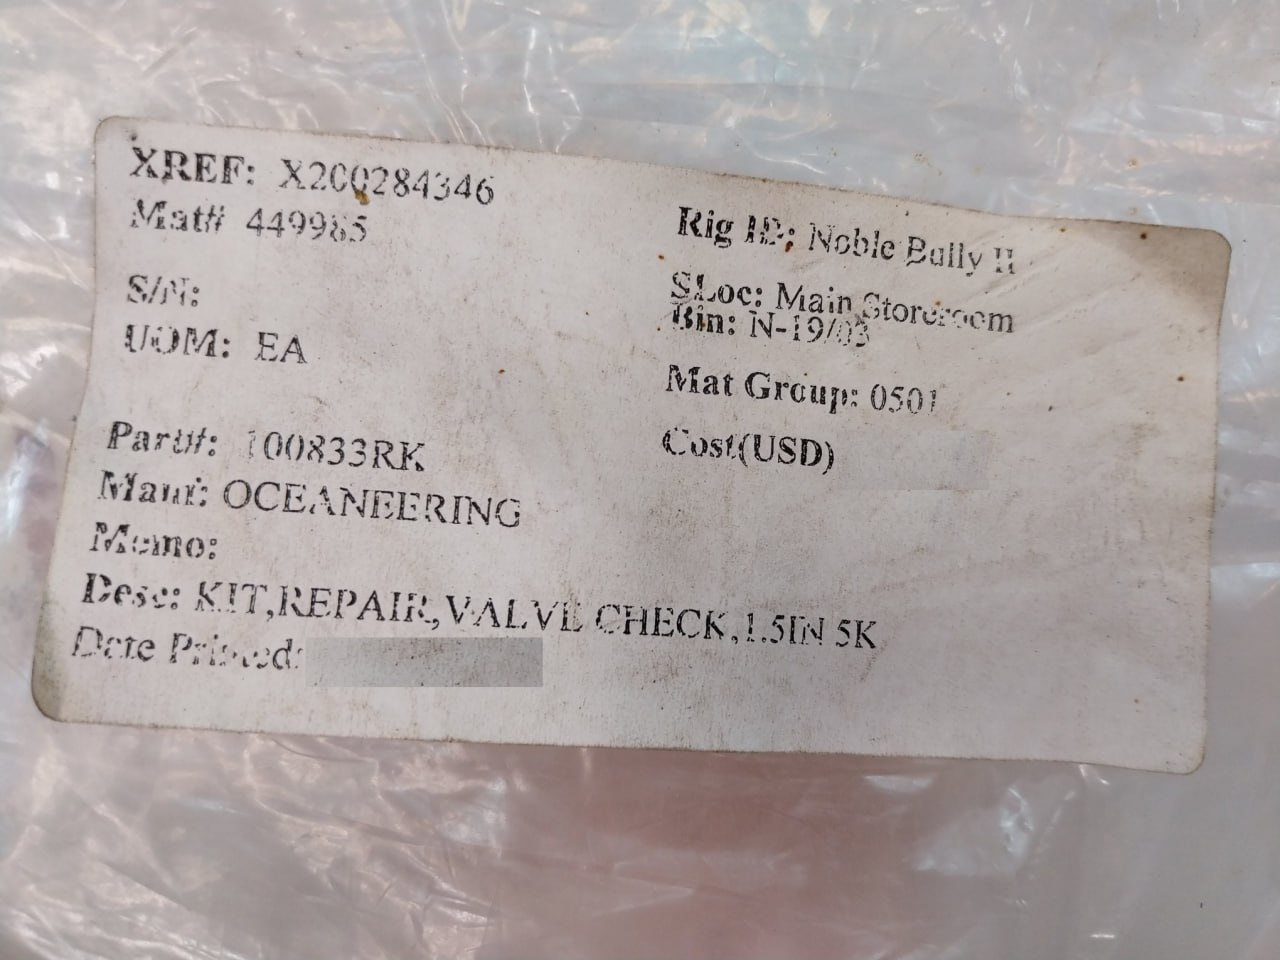 XREF: X200284346
Mat# 449985
S/N:
UOM: EA
Part#: 100833RK
Manf: OCEANEERING
Memo:
Desc: KIT,REPAIR,VALVE CHECK,1.5IN 5K
Date Printed:
Rig ID: Noble Bully II
SLoc: Main Storeroom
Bin: N-19/03
Mat Group: 0501
Cost(USD)